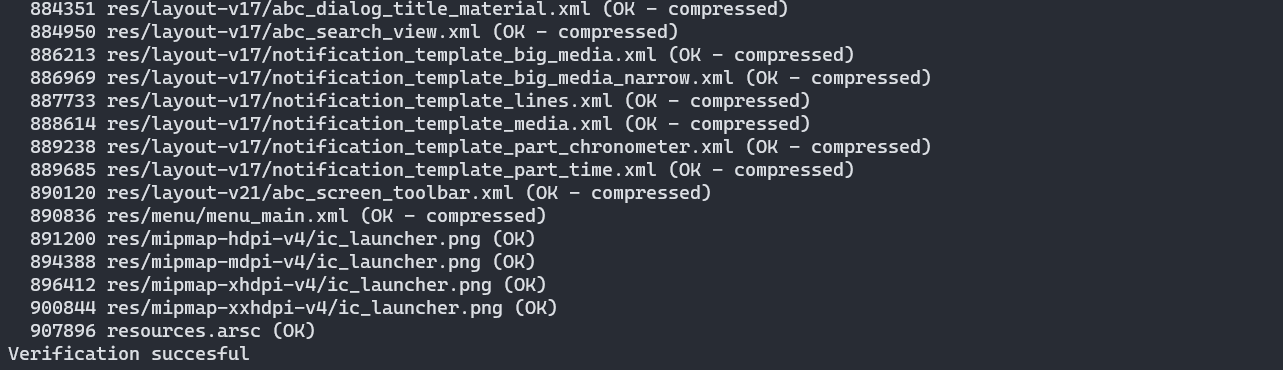 884351 res/layout-v17/abc_dialog_title_material.xml (OK - compressed)
884950 res/layout-v17/abc_search_view.xml (OK - compressed)
886213 res/layout-v17/notification_template_big_media.xml (OK - compressed)
886969 res/layout-v17/notification_template_big_media_narrow.xml (OK - compressed)
887733 res/layout-v17/notification_template_lines.xml (OK - compressed)
888614 res/layout-v17/notification_template_media.xml (OK - compressed)
889238 res/layout-v17/notification_template_part_chronometer.xml (OK - compressed)
889685 res/layout-v17/notification_template_part_time.xml (OK - compressed)
890120 res/layout-v21/abc_screen_toolbar.xml (OK - compressed)
890836 res/menu/menu_main.xml (OK - compressed)
891200 res/mipmap-hdpi-v4/ic_launcher.png (OK)
894388 res/mipmap-mdpi-v4/ic_launcher.png (OK)
896412 res/mipmap-xhdpi-v4/ic_launcher.png (OK)
900844 res/mipmap-xxhdpi-v4/ic_launcher.png (OK)
907896 resources.arsc (OK)
Verification succesful